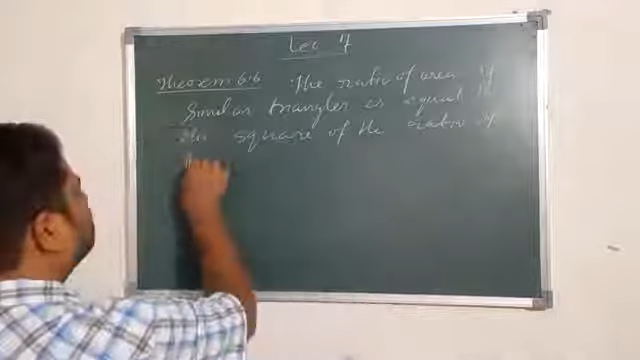 Lec 7
Theorem 6.6 : The ratio of area of
Similar triangles is equal to
the square of the ratio of